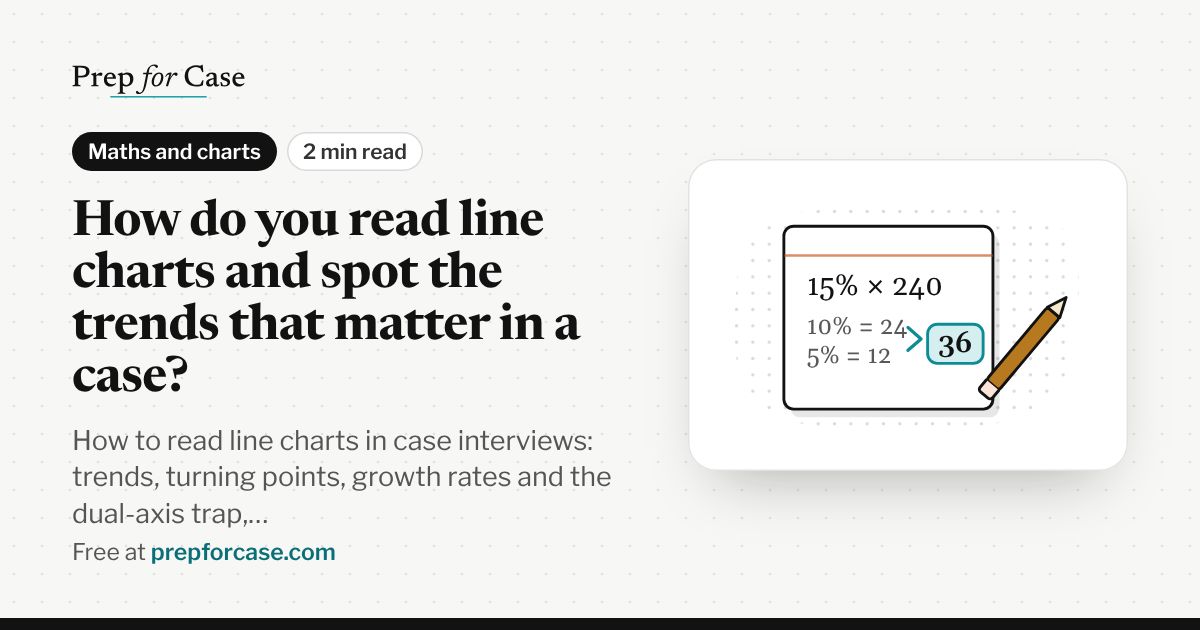 Prep for Case
Maths and charts
2 min read
How do you read line
charts and spot the
trends that matter in a
case?
How to read line charts in case interviews:
trends, turning points, growth rates and the
dual-axis trap,...
Free at prepforcase.com
15% × 240
10% = 24
5% = 12
36